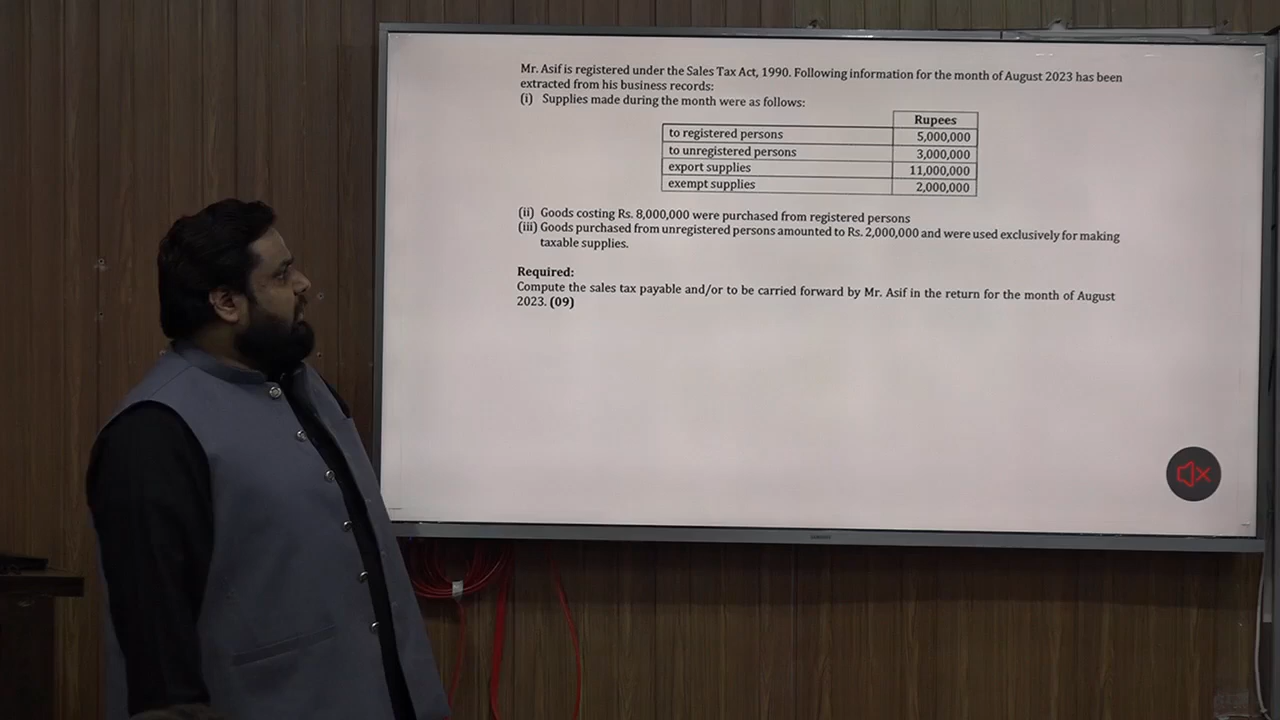 Mr. Asif is registered under the Sales Tax Act, 1990. Following information for the month of August 2023 has been
extracted from his business records:
(i) Supplies made during the month were as follows:
Rupees
to registered persons 5,000,000
to unregistered persons 3,000,000
export supplies 11,000,000
exempt supplies 2,000,000
(ii) Goods costing Rs. 8,000,000 were purchased from registered persons
(iii) Goods purchased from unregistered persons amounted to Rs. 2,000,000 and were used exclusively for making
taxable supplies.
Required:
Compute the sales tax payable and/or to be carried forward by Mr. Asif in the return for the month of August
2023. (09)